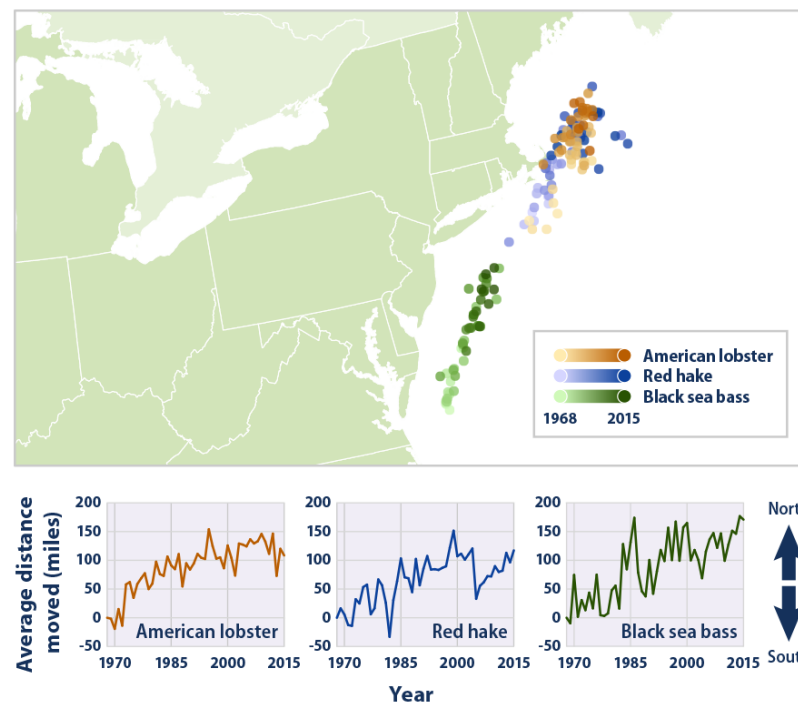 American lobster
Red hake
Black sea bass
1968 2015
Average distance
moved (miles)
200
150
100
50
0
-50
American lobster
1970 1985 2000 2015
200
150
100
50
0
-50
Red hake
1970 1985 2000 2015
200
150
100
50
0
-50
Black sea bass
1970 1985 2000 2015
Year